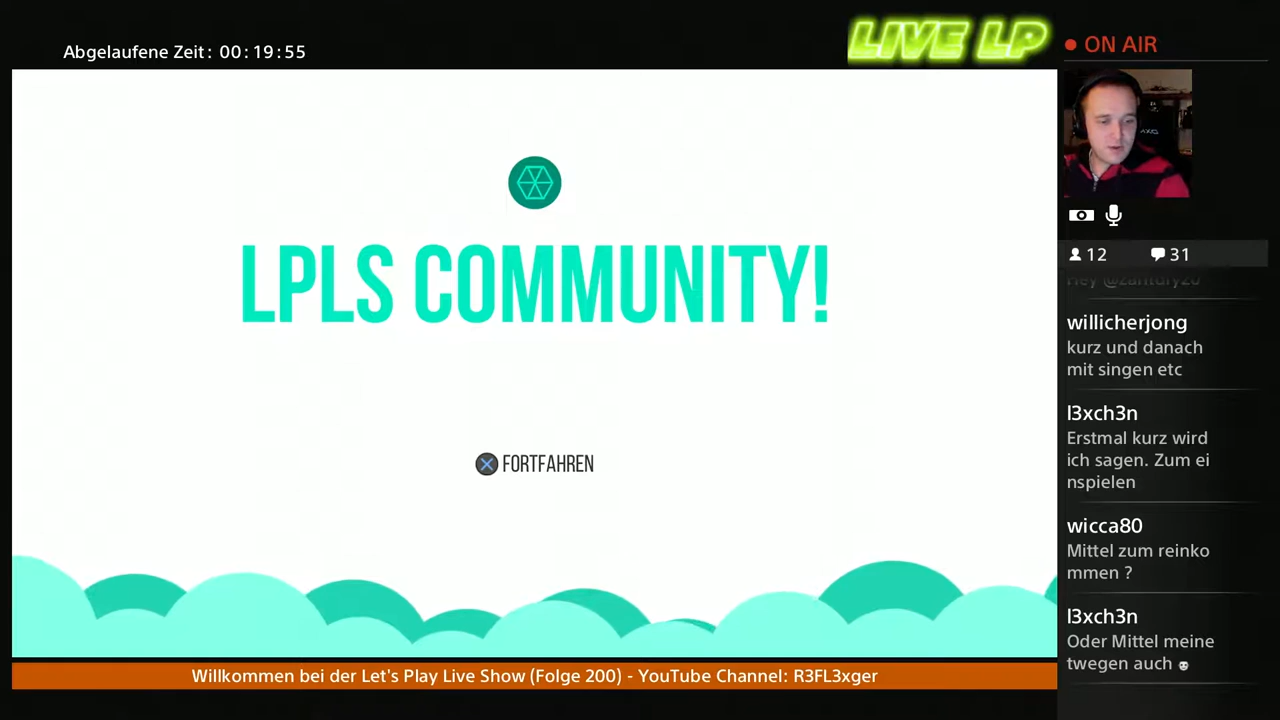 Abgelaufene Zeit: 00:19:55
LIVE LP
ON AIR
LPLS COMMUNITY!
FORTFAHREN
12
31
Hey @zantdfy20
willicherjong
kurz und danach
mit singen etc
l3xch3n
Erstmal kurz wird
ich sagen. Zum ei
nspielen
wicca80
Mittel zum reinko
mmen ?
l3xch3n
Oder Mittel meine
twegen auch
Willkommen bei der Let's Play Live Show (Folge 200) - YouTube Channel: R3FL3xger